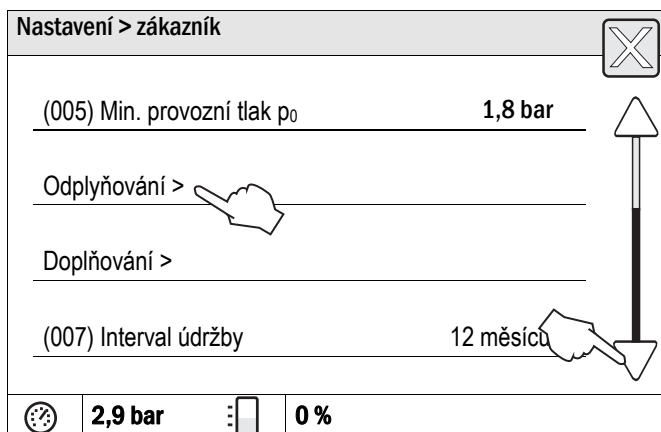 Nastavení > zákazník
(005) Min. provozní tlak p₀ 1,8 bar
Odplyňování >
Doplňování >
(007) Interval údržby 12 měsíců
2,9 bar 0 %